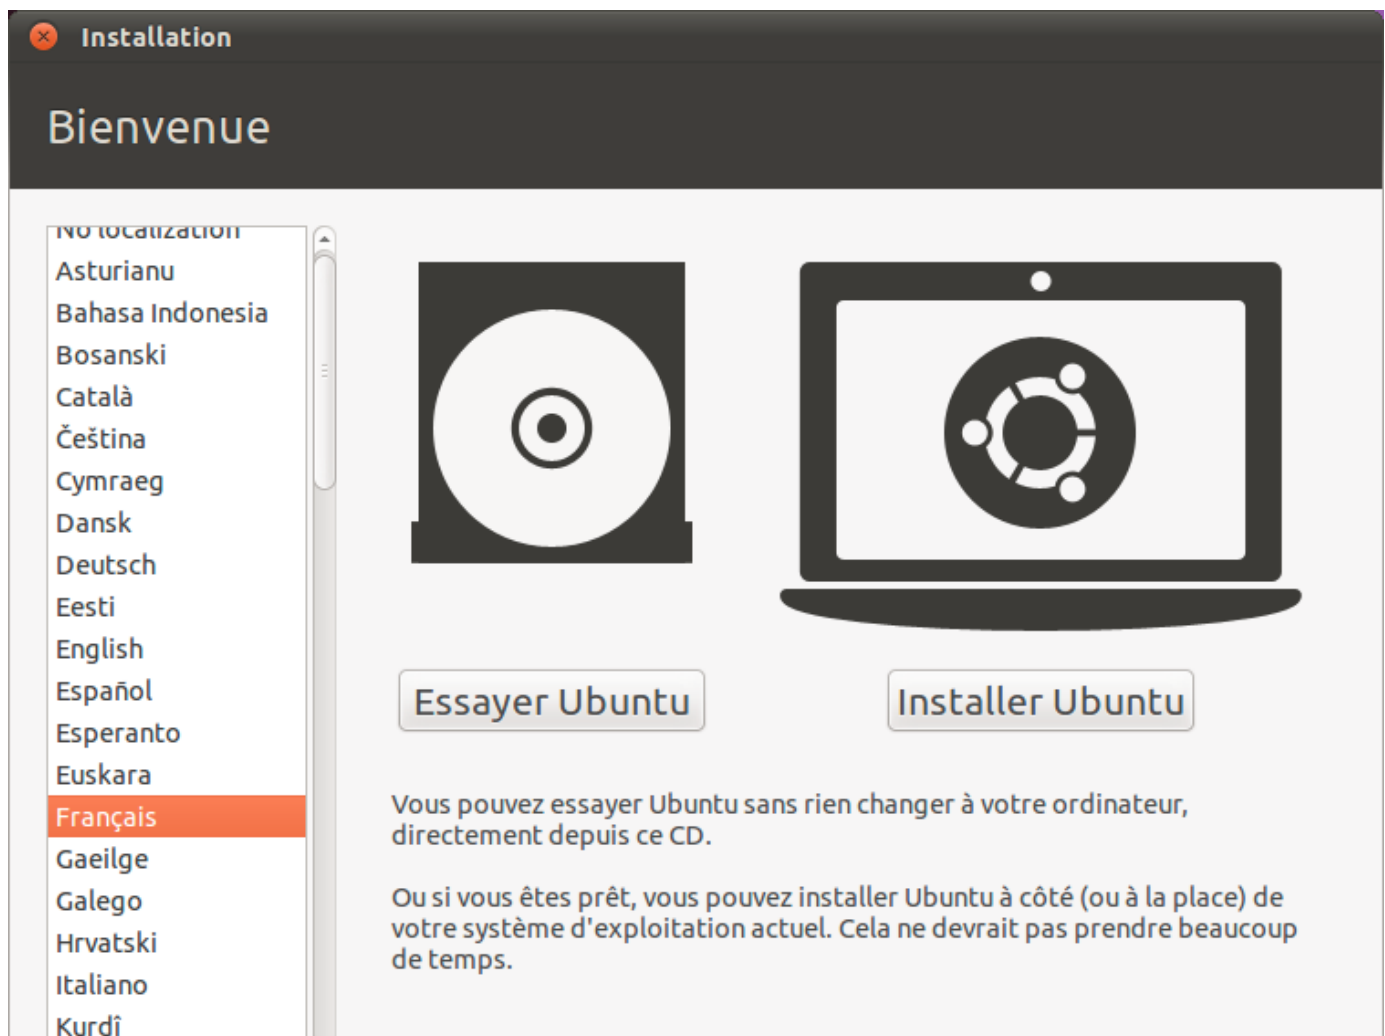 Installation
Bienvenue
No localization
Asturianu
Bahasa Indonesia
Bosanski
Català
Čeština
Cymraeg
Dansk
Deutsch
Eesti
English
Español
Esperanto
Euskara
Français
Gaeilge
Galego
Hrvatski
Italiano
Kurdî
Essayer Ubuntu
Installer Ubuntu
Vous pouvez essayer Ubuntu sans rien changer à votre ordinateur,
directement depuis ce CD.
Ou si vous êtes prêt, vous pouvez installer Ubuntu à côté (ou à la place) de
votre système d'exploitation actuel. Cela ne devrait pas prendre beaucoup
de temps.